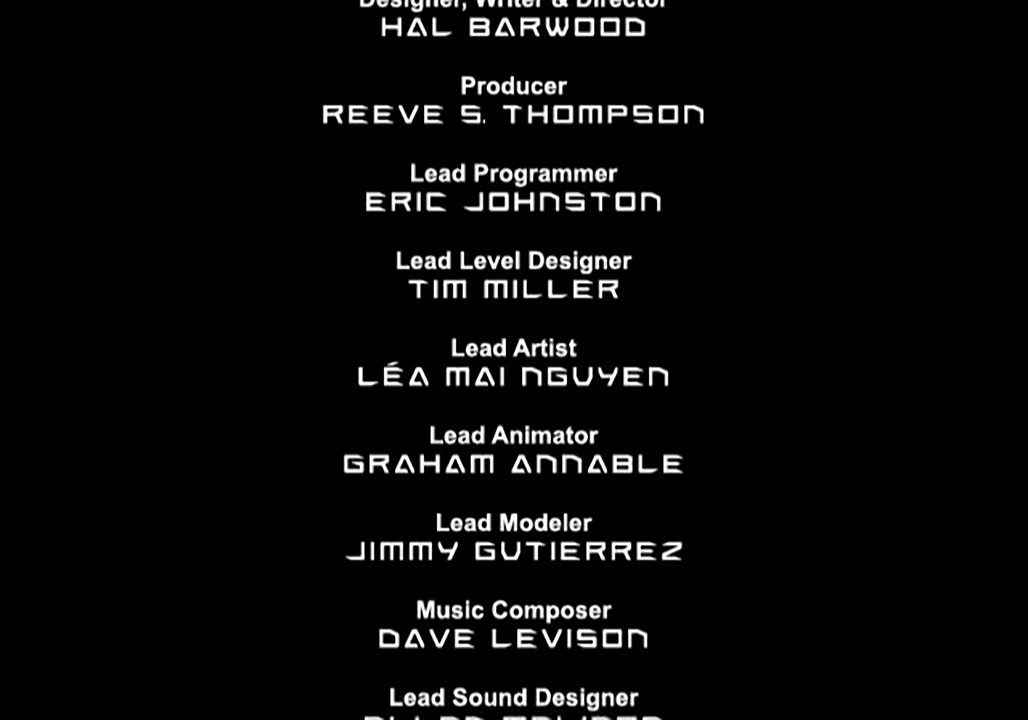 Designer, Writer & Director
HAL BARWOOD
Producer
REEVE S. THOMPSON
Lead Programmer
ERIC JOHNSTON
Lead Level Designer
TIM MILLER
Lead Artist
LÉA MAI NGUYEN
Lead Animator
GRAHAM ANNABLE
Lead Modeler
JIMMY GUTIERREZ
Music Composer
DAVE LEVISON
Lead Sound Designer